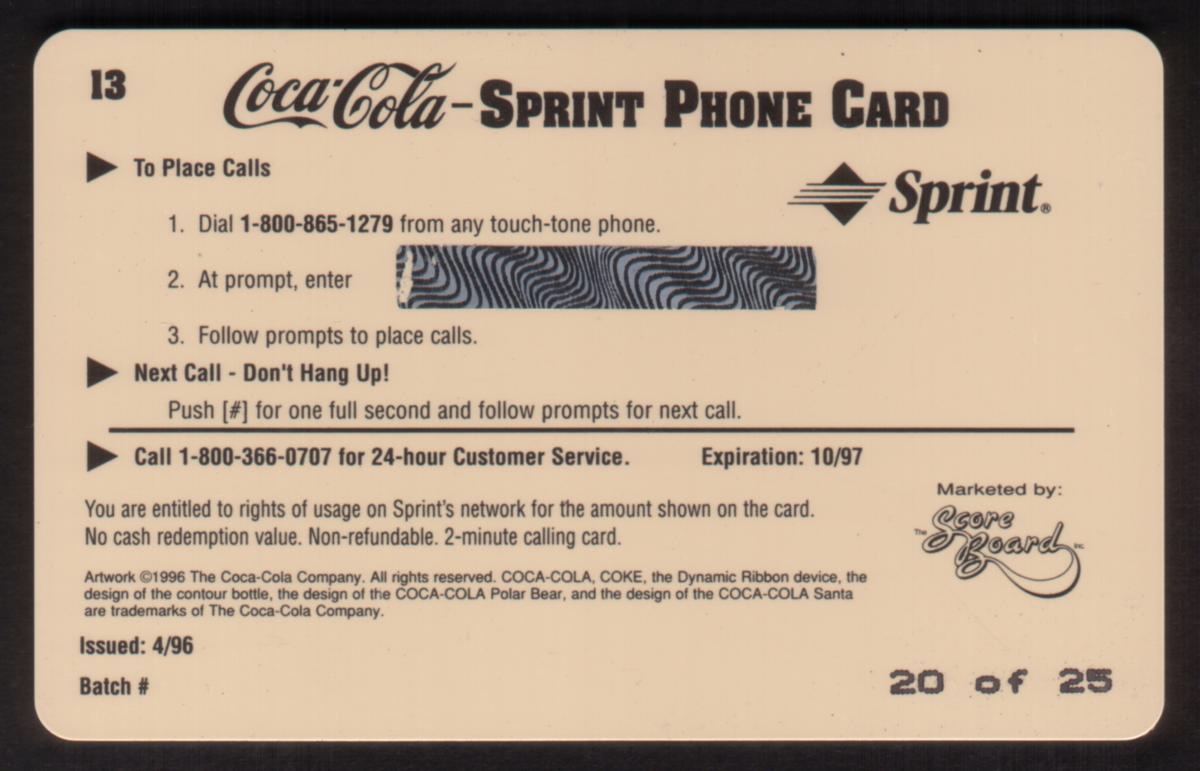 13
Coca-Cola – SPRINT PHONE CARD
To Place Calls
Sprint®
1. Dial 1-800-865-1279 from any touch-tone phone.
2. At prompt, enter
3. Follow prompts to place calls.
Next Call - Don't Hang Up!
Push [#] for one full second and follow prompts for next call.
Call 1-800-366-0707 for 24-hour Customer Service. Expiration: 10/97
Marketed by:
The Score Board Inc.
You are entitled to rights of usage on Sprint's network for the amount shown on the card.
No cash redemption value. Non-refundable. 2-minute calling card.
Artwork ©1996 The Coca-Cola Company. All rights reserved. COCA-COLA, COKE, the Dynamic Ribbon device, the
design of the contour bottle, the design of the COCA-COLA Polar Bear, and the design of the COCA-COLA Santa
are trademarks of The Coca-Cola Company.
Issued: 4/96
Batch #
20 of 25